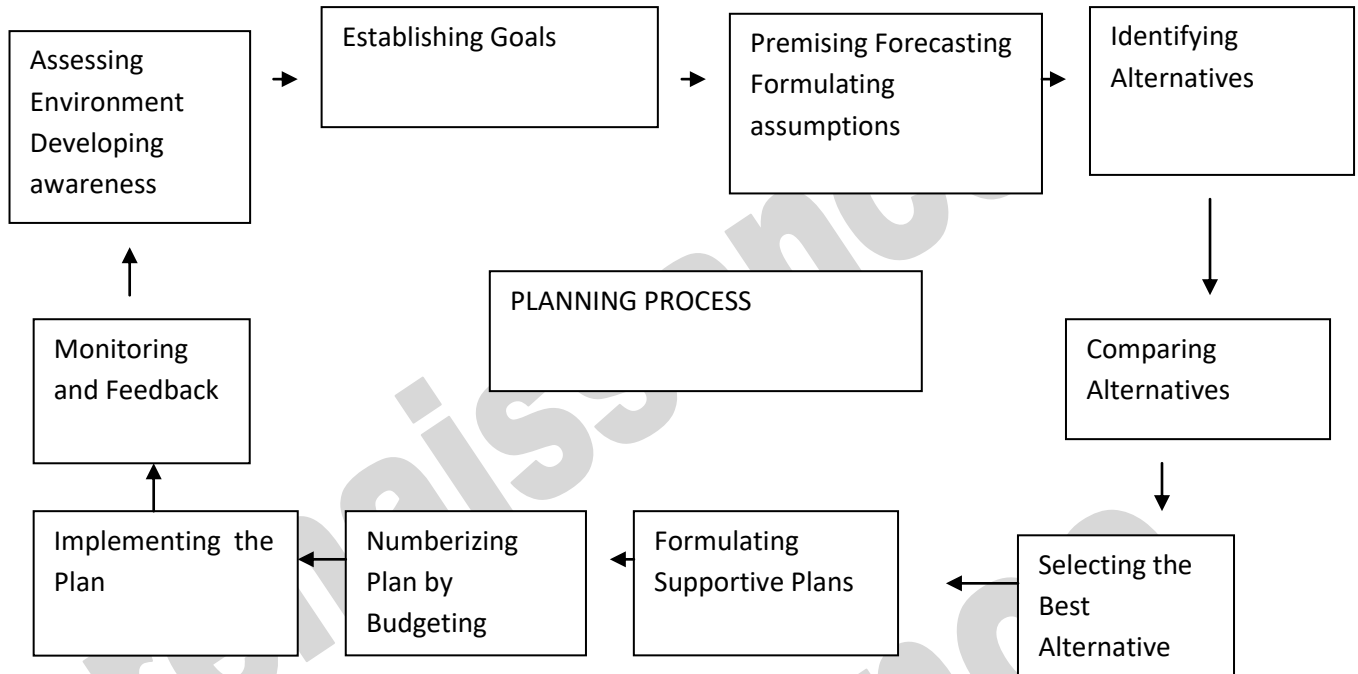 Assessing
Environment
Developing
awareness
Establishing Goals
Premising Forecasting
Formulating
assumptions
Identifying
Alternatives
PLANNING PROCESS
Monitoring
and Feedback
Comparing
Alternatives
Implementing the
Plan
Numberizing
Plan by
Budgeting
Formulating
Supportive Plans
Selecting the
Best
Alternative
renaissance